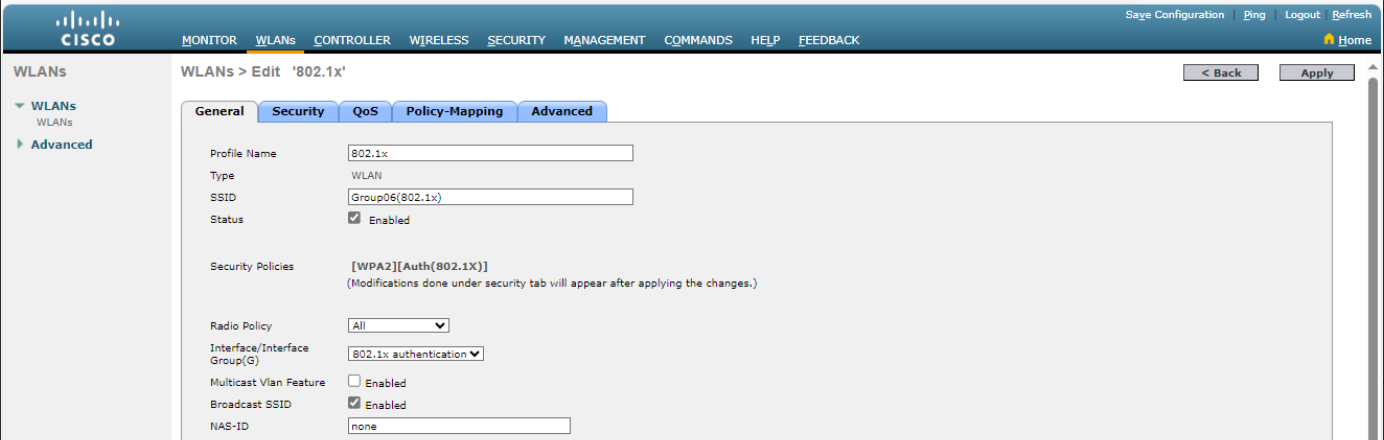 Save Configuration | Ping | Logout | Refresh
CISCO
MONITOR WLANs CONTROLLER WIRELESS SECURITY MANAGEMENT COMMANDS HELP FEEDBACK
Home
WLANs
WLANs > Edit '802.1x'
< Back
Apply
WLANs
WLANs
Advanced
General Security QoS Policy-Mapping Advanced
Profile Name 802.1x
Type WLAN
SSID Group06(802.1x)
Status Enabled
Security Policies [WPA2][Auth(802.1X)]
(Modifications done under security tab will appear after applying the changes.)
Radio Policy All
Interface/Interface
Group(G) 802.1x authentication
Multicast Vlan Feature Enabled
Broadcast SSID Enabled
NAS-ID none